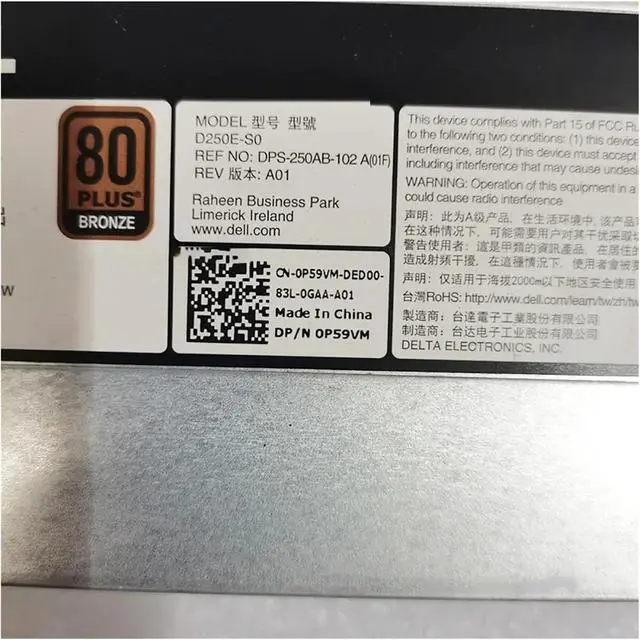 80
PLUS®
BRONZE
MODEL 型号 型號
D250E-S0
REF NO: DPS-250AB-102 A(01F)
REV 版本: A01
Raheen Business Park
Limerick Ireland
www.dell.com
CN-0P59VM-DED00-
83L-0GAA-A01
Made In China
DP/N 0P59VM
This device complies with Part 15 of FCC Ru
to the following two conditions: (1) this dev
interference, and (2) this device must accept
including interference that may cause undesi
WARNING: Operation of this equipment in a
could cause radio interference
声明: 此为A级产品, 在生活环境中, 该产品可
在这种情况下, 可能需要用户对其干扰采取切
警告使用者: 這是甲類的資訊產品, 在居住的
造成射頻干擾, 在這種情況下, 使用者會被要
声明: 仅适用于海拔2000m以下地区安全使用
台灣RoHS: http://www.dell.com/learn/tw/zh/tw
製造商: 台達電子工業股份有限公司
制造商: 台达电子工业股份有限公司
DELTA ELECTRONICS, INC.